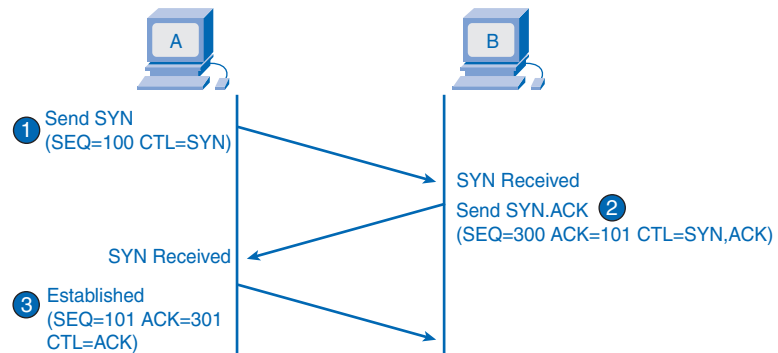 A
B
1 Send SYN
(SEQ=100 CTL=SYN)
SYN Received
Send SYN.ACK 2
(SEQ=300 ACK=101 CTL=SYN,ACK)
SYN Received
3 Established
(SEQ=101 ACK=301
CTL=ACK)